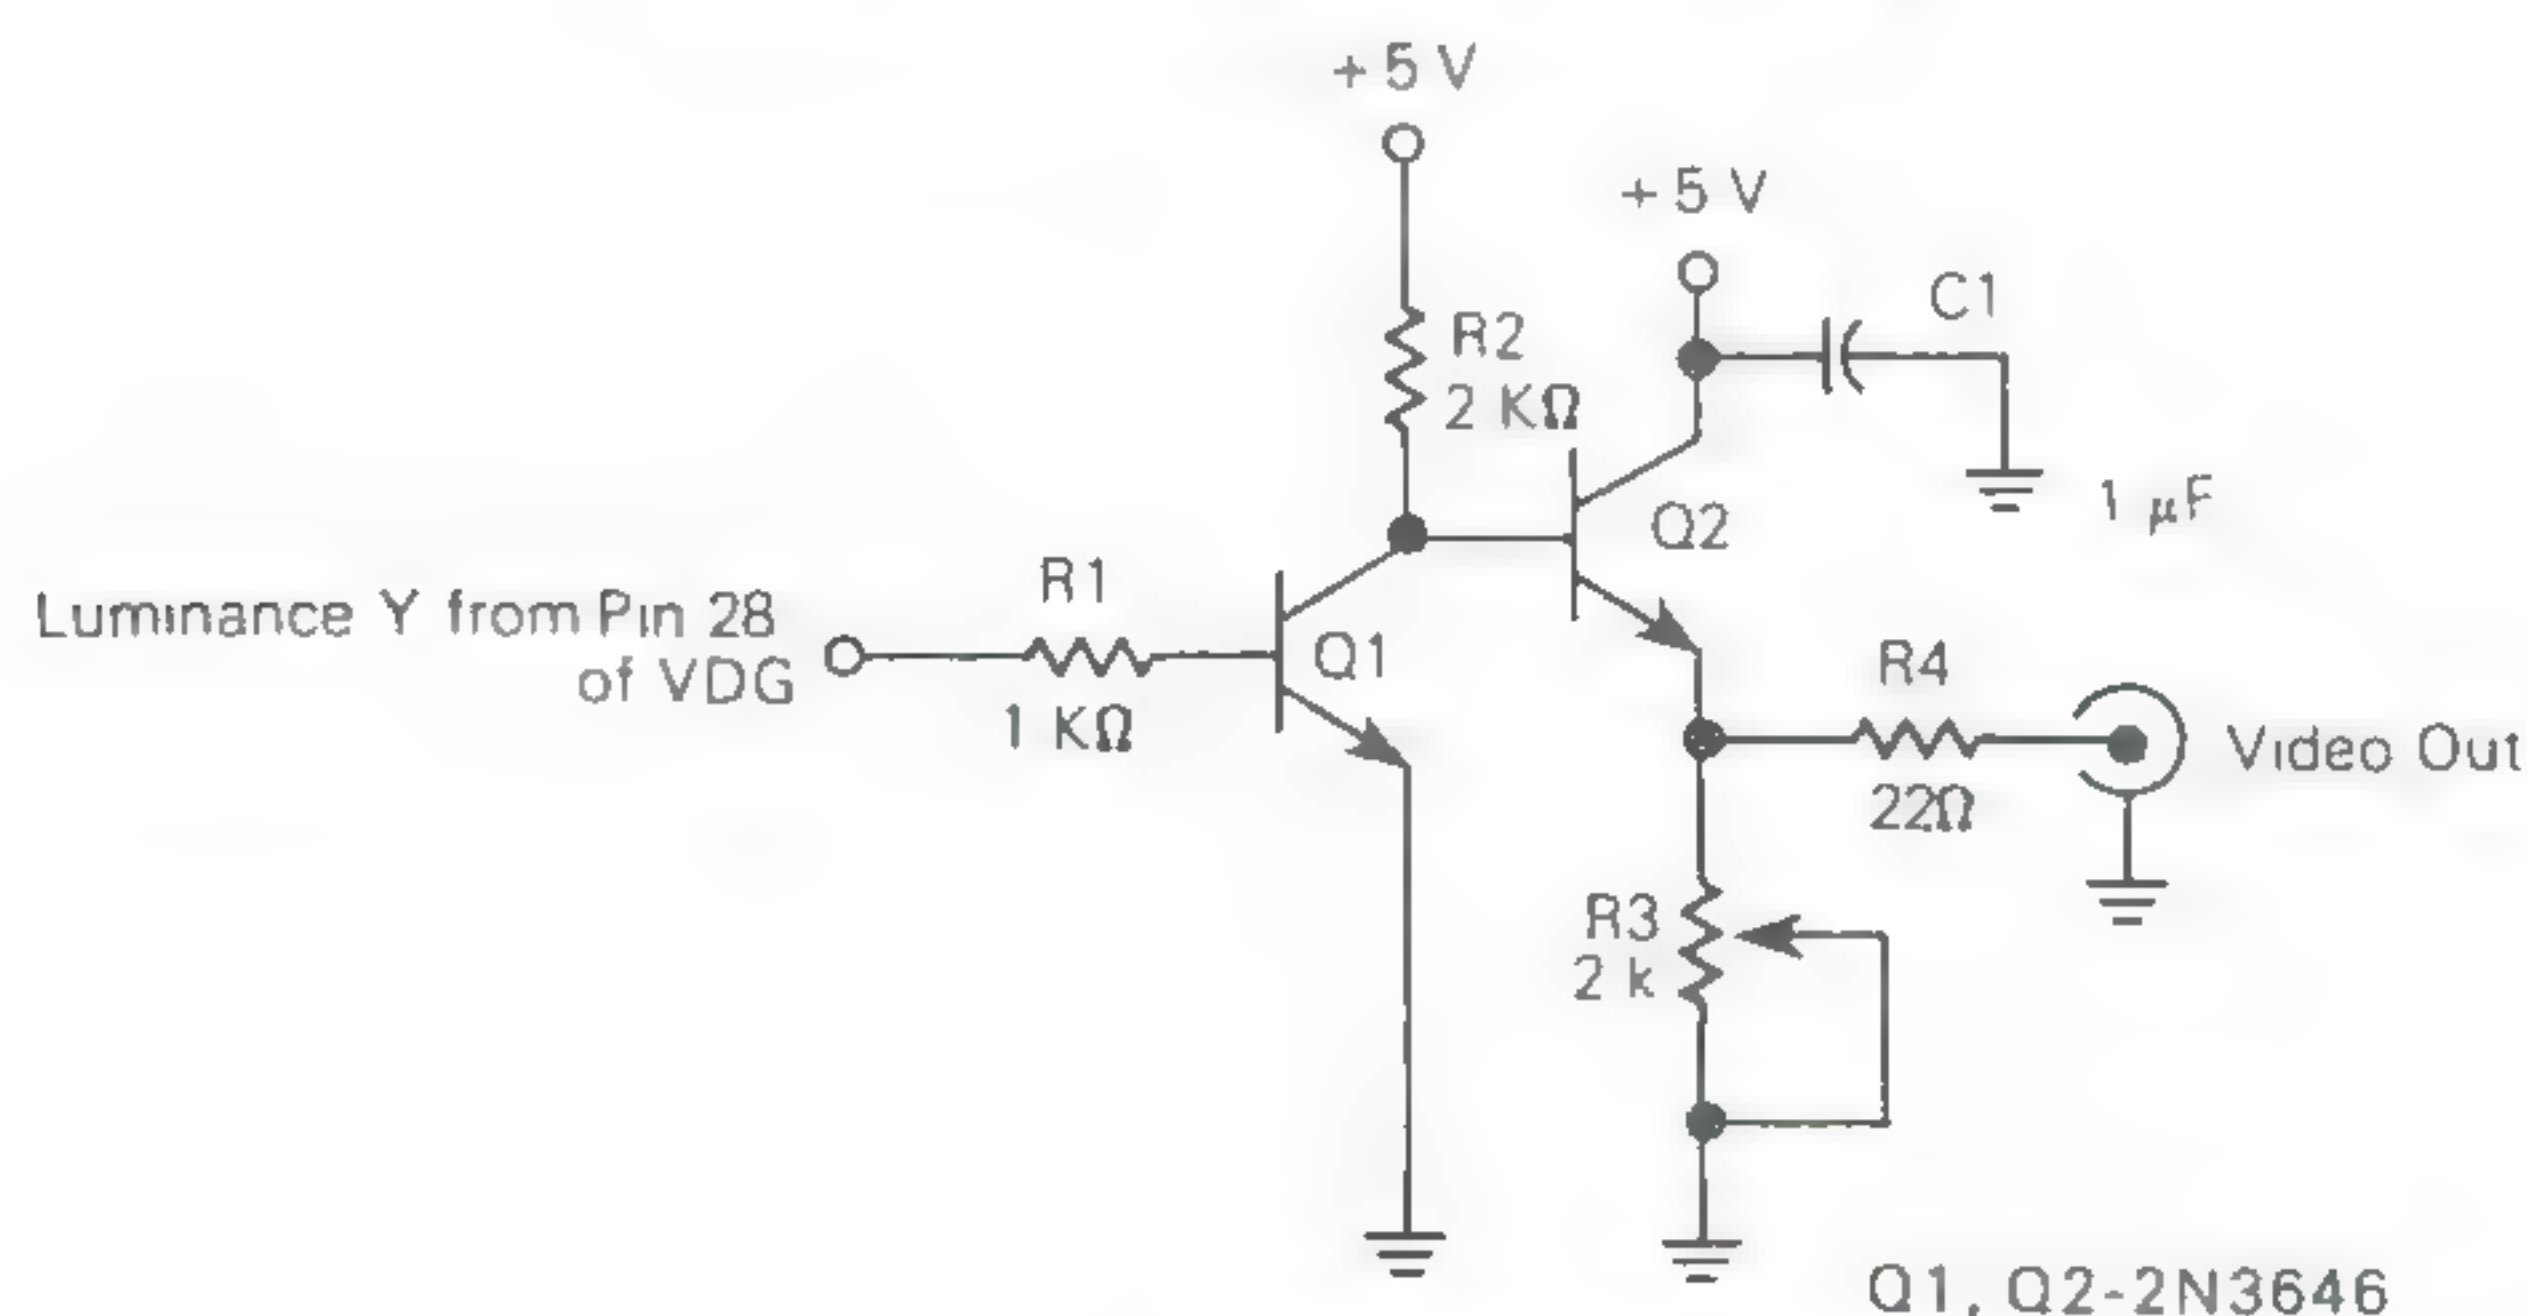 +5 V
+5 V
C1
R2
2 KΩ
1 μF
Q2
R1
Luminance Y from Pin 28
of VDG
1 KΩ
Q1
R4
22Ω
Video Out
R3
2 k
Q1, Q2-2N3646